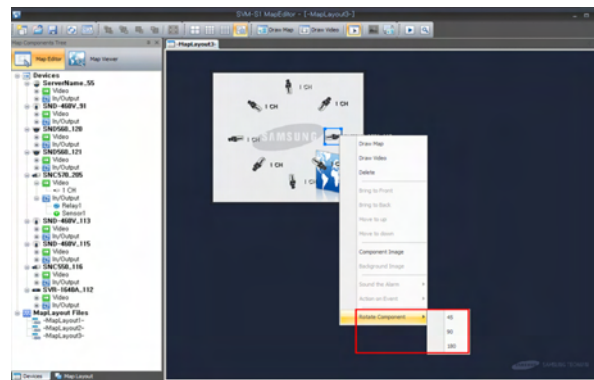 SVM-S1 MapEditor - [-MapLayout3-]
Draw Map
Draw Video
Map Components Tree
-MapLayout3-
Map Editor
Map Viewer
Devices
ServerName_55
Video
In/Output
SND-460V_91
Video
In/Output
SND560_120
Video
In/Output
SND560_121
Video
In/Output
SNC570_205
Video
1 CH
In/Output
Relay1
Sensor1
SND-460V_113
Video
In/Output
SND-460V_115
Video
In/Output
SNC550_116
Video
In/Output
SVR-1640A_112
Video
In/Output
MapLayout Files
-MapLayout1-
-MapLayout2-
-MapLayout3-
Devices
Map Layout
1 CH
1 CH
1 CH
1 CH
SAMSUNG
1 CH
1 CH
Draw Map
Draw Video
Delete
Bring to Front
Bring to Back
Move to up
Move to down
Component Image
Background Image
Sound the Alarm
Action on Event
Rotate Component
45
90
180